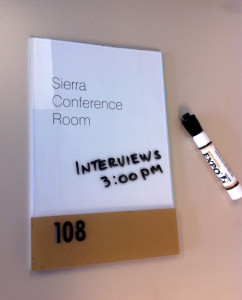 Sierra
Conference
Room
INTERVIEWS
3:00 PM
108
EXPO